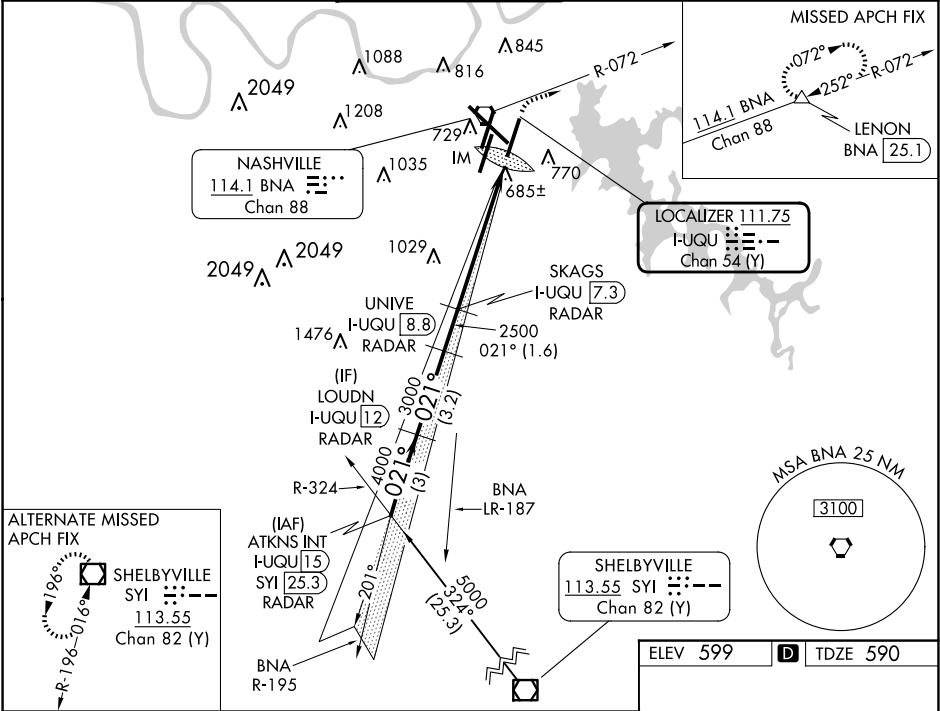 MISSED APCH FIX
072°
252°
R-072
114.1 BNA
Chan 88
LENON
BNA 25.1
1088
816
845
R-072
2049
1208
729
IM
NASHVILLE
114.1 BNA
Chan 88
1035
770
685±
LOCALIZER 111.75
I-UQU
Chan 54 (Y)
2049
2049
1029
SKAGS
I-UQU 7.3
RADAR
UNIVE
I-UQU 8.8
RADAR
2500
021° (1.6)
1476
(IF)
LOUDN
I-UQU 12
RADAR
3000
021°
(3.2)
4000
021°
(3)
R-324
BNA
LR-187
(IAF)
ATKNS INT
I-UQU 15
SYI 25.3
RADAR
201°
BNA
R-195
5000
324°
(25.3)
MSA BNA 25 NM
3100
ALTERNATE MISSED
APCH FIX
196°
R-196
016°
SHELBYVILLE
SYI
113.55
Chan 82 (Y)
SHELBYVILLE
113.55 SYI
Chan 82 (Y)
ELEV 599 D TDZE 590